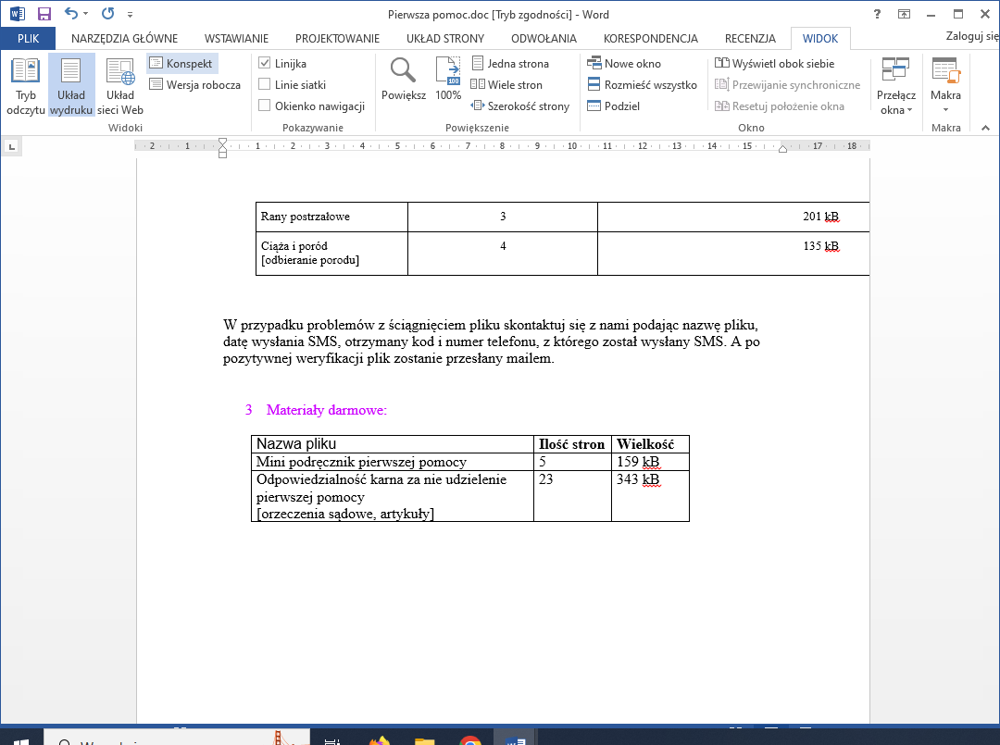 Pierwsza pomoc.doc [Tryb zgodności] - Word
PLIK NARZĘDZIA GŁÓWNE WSTAWIANIE PROJEKTOWANIE UKŁAD STRONY ODWOŁANIA KORESPONDENCJA RECENZJA WIDOK Zaloguj się
Tryb odczytu
Układ wydruku
Układ sieci Web
Konspekt
Wersja robocza
Widoki
Linijka
Linie siatki
Okienko nawigacji
Pokazywanie
Powiększ
100%
Jedna strona
Wiele stron
Szerokość strony
Powiększenie
Nowe okno
Rozmieść wszystko
Podziel
Wyświetl obok siebie
Przewijanie synchroniczne
Resetuj położenie okna
Okno
Przełącz okna
Makra
Makra
2 1 1 2 3 4 5 6 7 8 9 10 11 12 13 14 15 17 18
Rany postrzałowe 3 201 kB
Ciąża i poród 4 135 kB
[odbieranie porodu]
W przypadku problemów z ściągnięciem pliku skontaktuj się z nami podając nazwę pliku,
datę wysłania SMS, otrzymany kod i numer telefonu, z którego został wysłany SMS. A po
pozytywnej weryfikacji plik zostanie przesłany mailem.
3 Materiały darmowe:
Nazwa pliku Ilość stron Wielkość
Mini podręcznik pierwszej pomocy 5 159 kB
Odpowiedzialność karna za nie udzielenie 23 343 kB
pierwszej pomocy
[orzeczenia sądowe, artykuły]